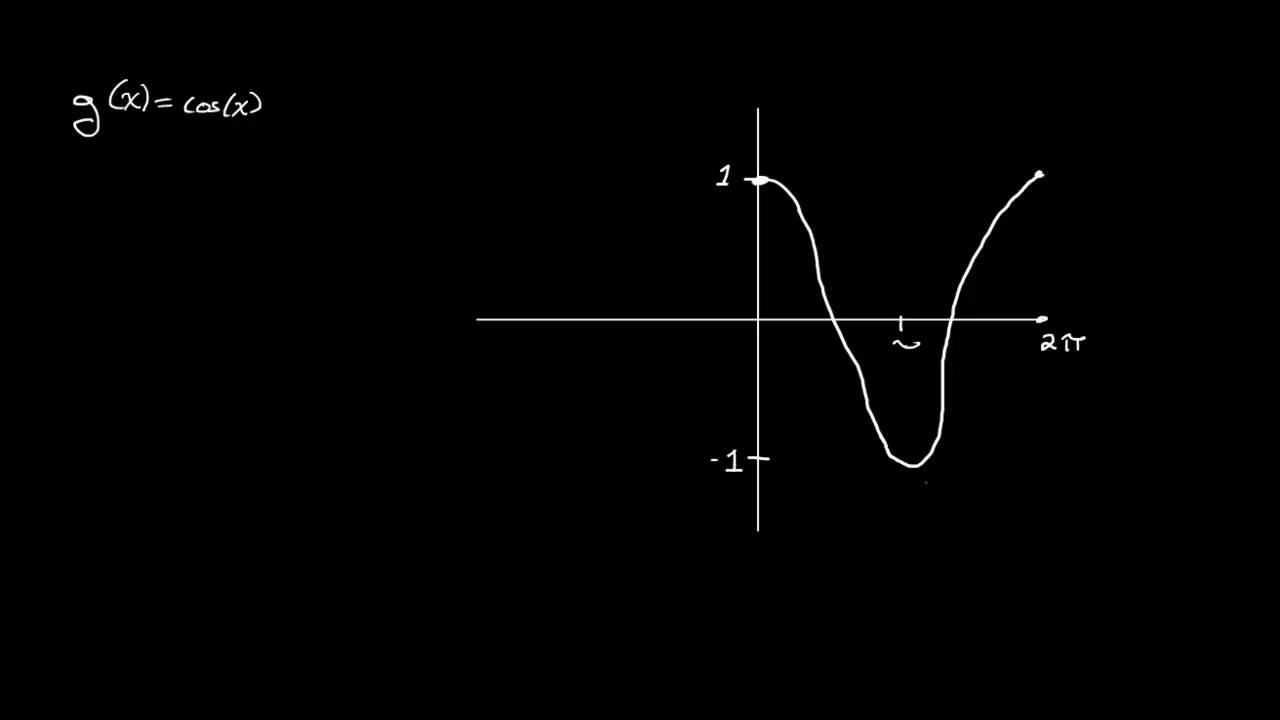 g(x) = cos(x)
1
2π
-1